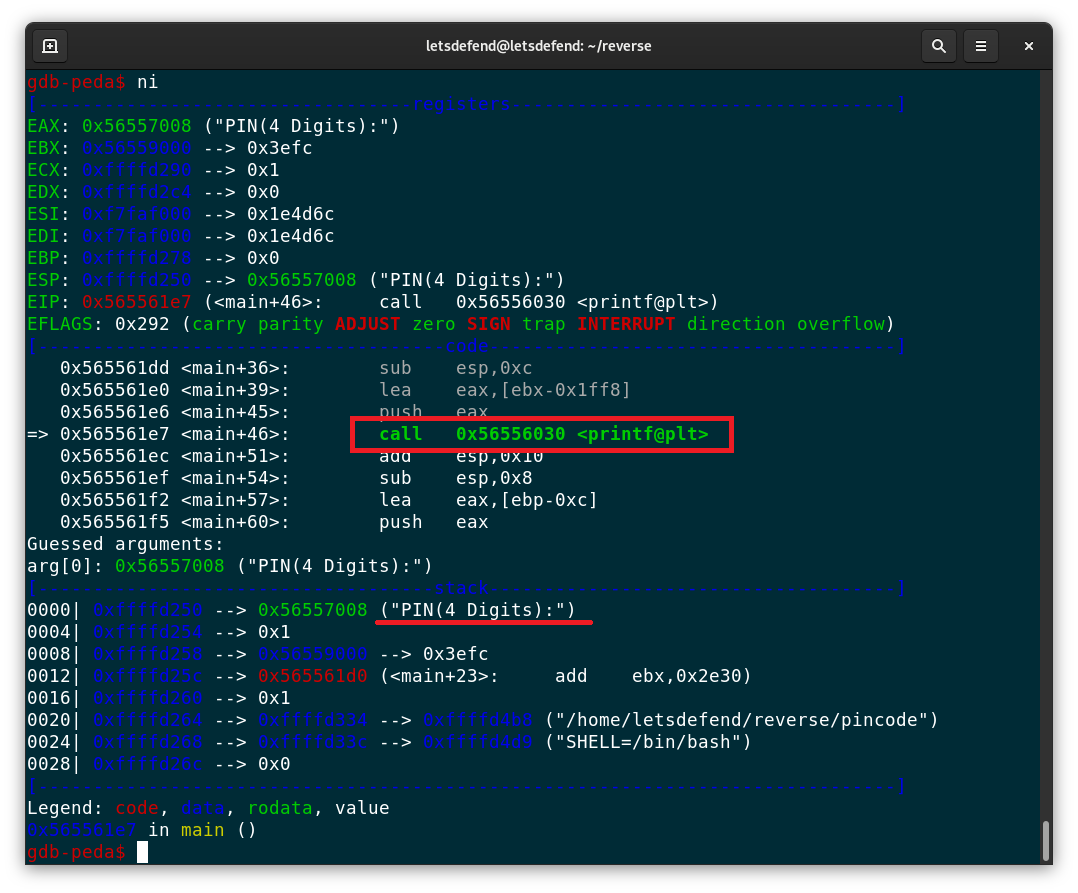 letsdefend@letsdefend: ~/reverse
gdb-peda$ ni
[----------------------------------registers-----------------------------------]
EAX: 0x56557008 ("PIN(4 Digits):")
EBX: 0x56559000 --> 0x3efc
ECX: 0xffffd290 --> 0x1
EDX: 0xffffd2c4 --> 0x0
ESI: 0xf7faf000 --> 0x1e4d6c
EDI: 0xf7faf000 --> 0x1e4d6c
EBP: 0xffffd278 --> 0x0
ESP: 0xffffd250 --> 0x56557008 ("PIN(4 Digits):")
EIP: 0x565561e7 (<main+46>:     call   0x56556030 <printf@plt>)
EFLAGS: 0x292 (carry parity ADJUST zero SIGN trap INTERRUPT direction overflow)
[-------------------------------------code-------------------------------------]
   0x565561dd <main+36>:        sub    esp,0xc
   0x565561e0 <main+39>:        lea    eax,[ebx-0x1ff8]
   0x565561e6 <main+45>:        push   eax
=> 0x565561e7 <main+46>:        call   0x56556030 <printf@plt>
   0x565561ec <main+51>:        add    esp,0x10
   0x565561ef <main+54>:        sub    esp,0x8
   0x565561f2 <main+57>:        lea    eax,[ebp-0xc]
   0x565561f5 <main+60>:        push   eax
Guessed arguments:
arg[0]: 0x56557008 ("PIN(4 Digits):")
[------------------------------------stack-------------------------------------]
0000| 0xffffd250 --> 0x56557008 ("PIN(4 Digits):")
0004| 0xffffd254 --> 0x1
0008| 0xffffd258 --> 0x56559000 --> 0x3efc
0012| 0xffffd25c --> 0x565561d0 (<main+23>:     add    ebx,0x2e30)
0016| 0xffffd260 --> 0x1
0020| 0xffffd264 --> 0xffffd334 --> 0xffffd4b8 ("/home/letsdefend/reverse/pincode")
0024| 0xffffd268 --> 0xffffd33c --> 0xffffd4d9 ("SHELL=/bin/bash")
0028| 0xffffd26c --> 0x0
[------------------------------------------------------------------------------]
Legend: code, data, rodata, value
0x565561e7 in main ()
gdb-peda$